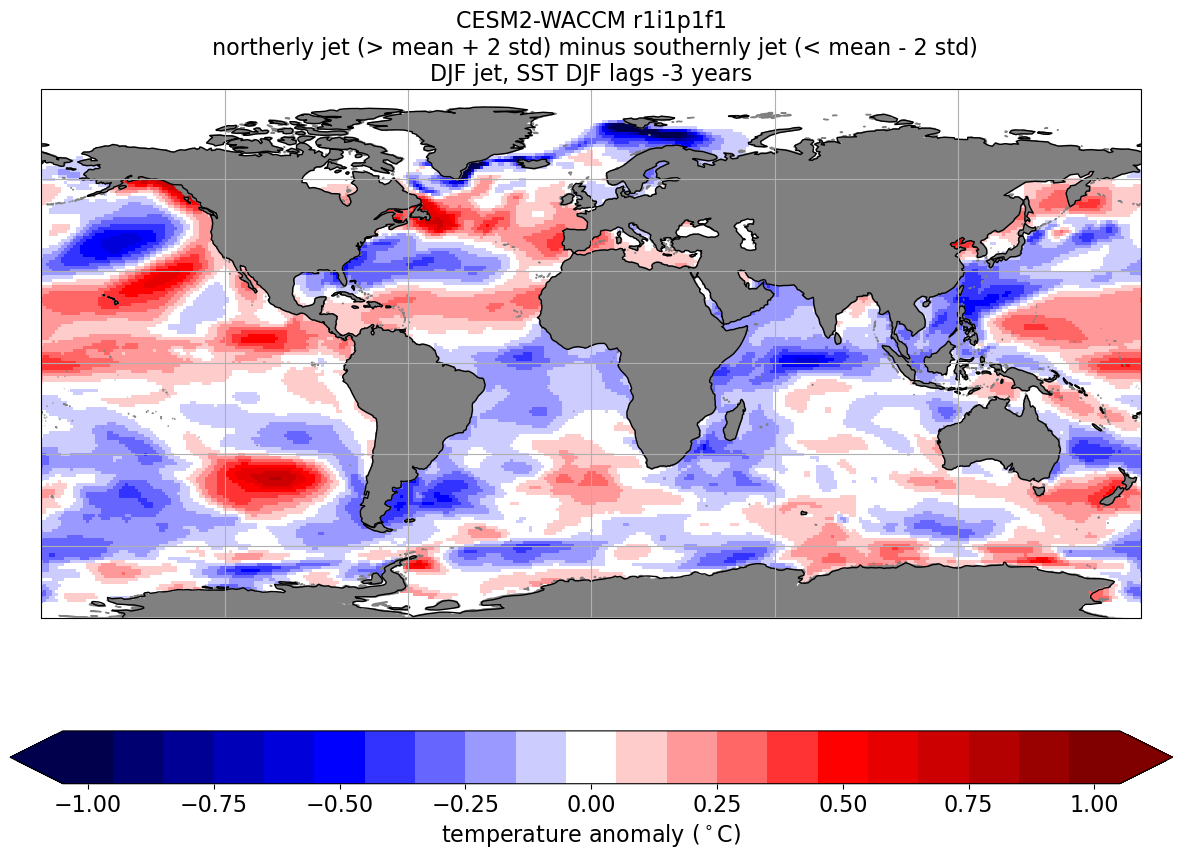 CESM2-WACCM r1i1p1f1
northerly jet (> mean + 2 std) minus southernly jet (< mean - 2 std)
DJF jet, SST DJF lags -3 years
−1.00 −0.75 −0.50 −0.25 0.00 0.25 0.50 0.75 1.00
temperature anomaly (°C)